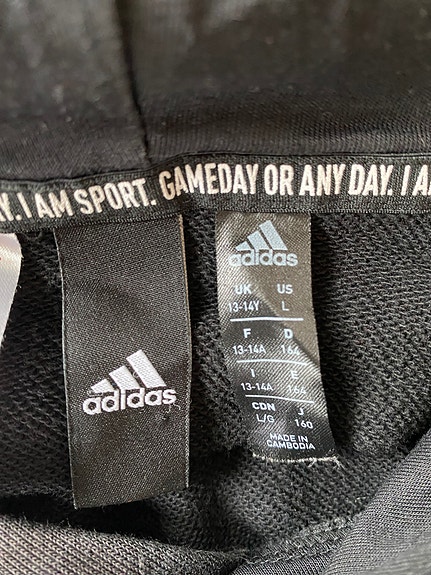 Y. I AM SPORT. GAMEDAY OR ANY DAY. I A
adidas
adidas
UK US
13-14Y L
F D
13-14A 164
I E
13-14A 164
CDN J
L/G 160
MADE IN
CAMBODIA